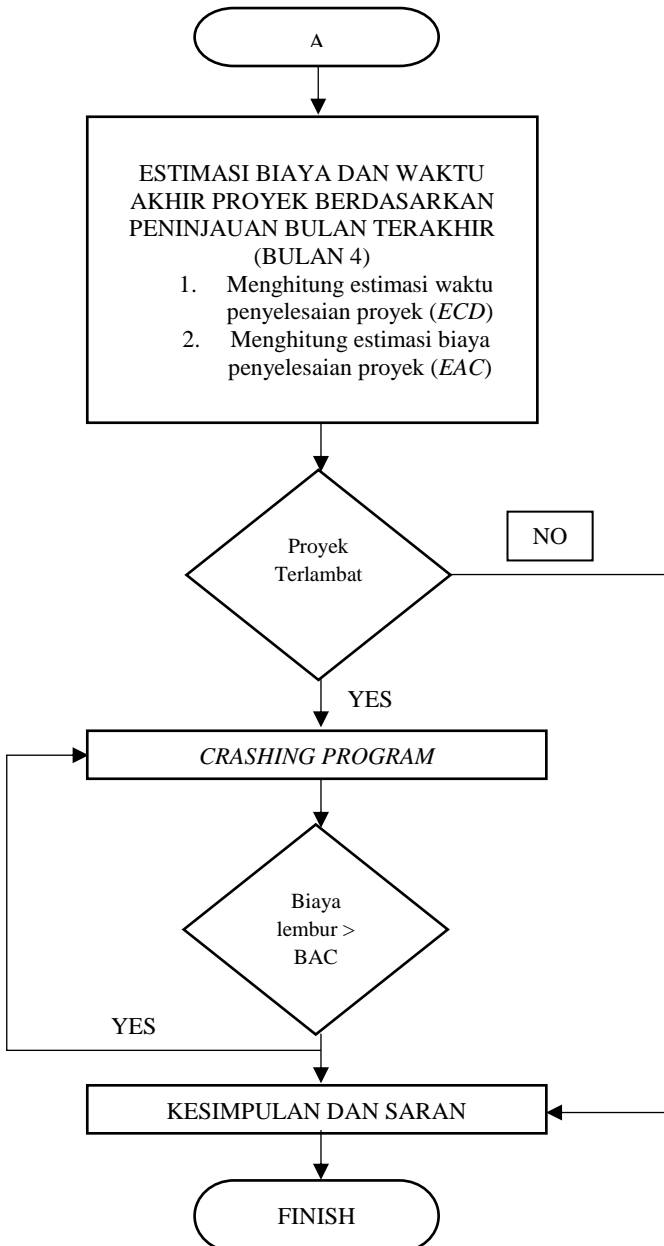 A
ESTIMASI BIAYA DAN WAKTU
AKHIR PROYEK BERDASARKAN
PENINJAUAN BULAN TERAKHIR
(BULAN 4)
1. Menghitung estimasi waktu
penyelesaian proyek (ECD)
2. Menghitung estimasi biaya
penyelesaian proyek (EAC)
Proyek
Terlambat
NO
YES
CRASHING PROGRAM
Biaya
lembur >
BAC
YES
KESIMPULAN DAN SARAN
FINISH